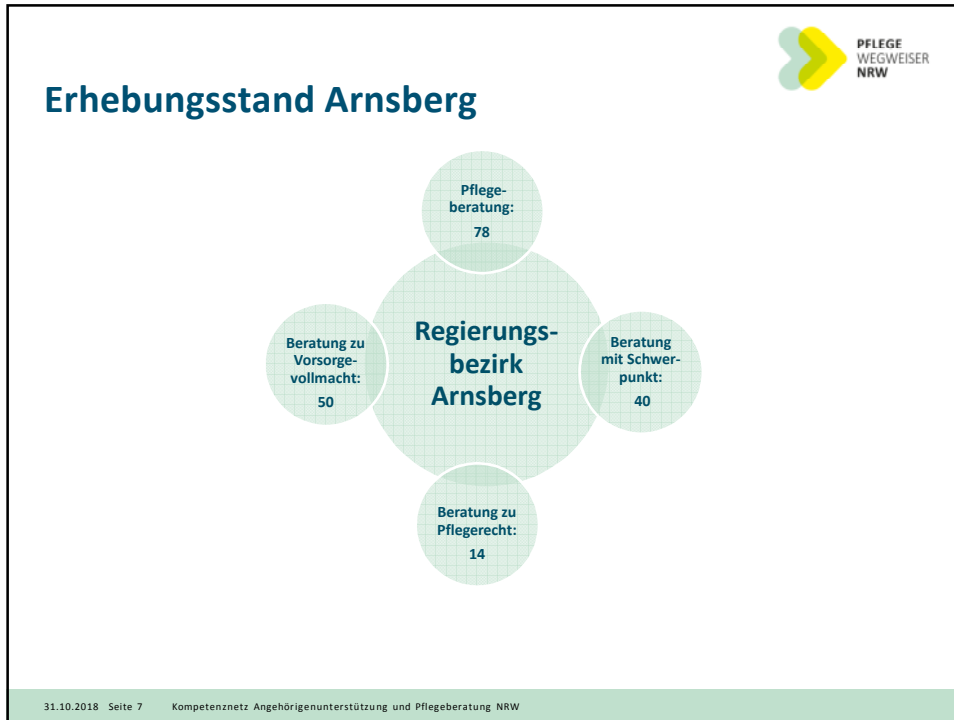 PFLEGE
WEGWEISER
NRW
Erhebungsstand Arnsberg
Pflege-
beratung:
78
Beratung zu
Vorsorge-
vollmacht:
50
Regierungs-
bezirk
Arnsberg
Beratung
mit Schwer-
punkt:
40
Beratung zu
Pflegerecht:
14
31.10.2018 Seite 7 Kompetenznetz Angehörigenunterstützung und Pflegeberatung NRW